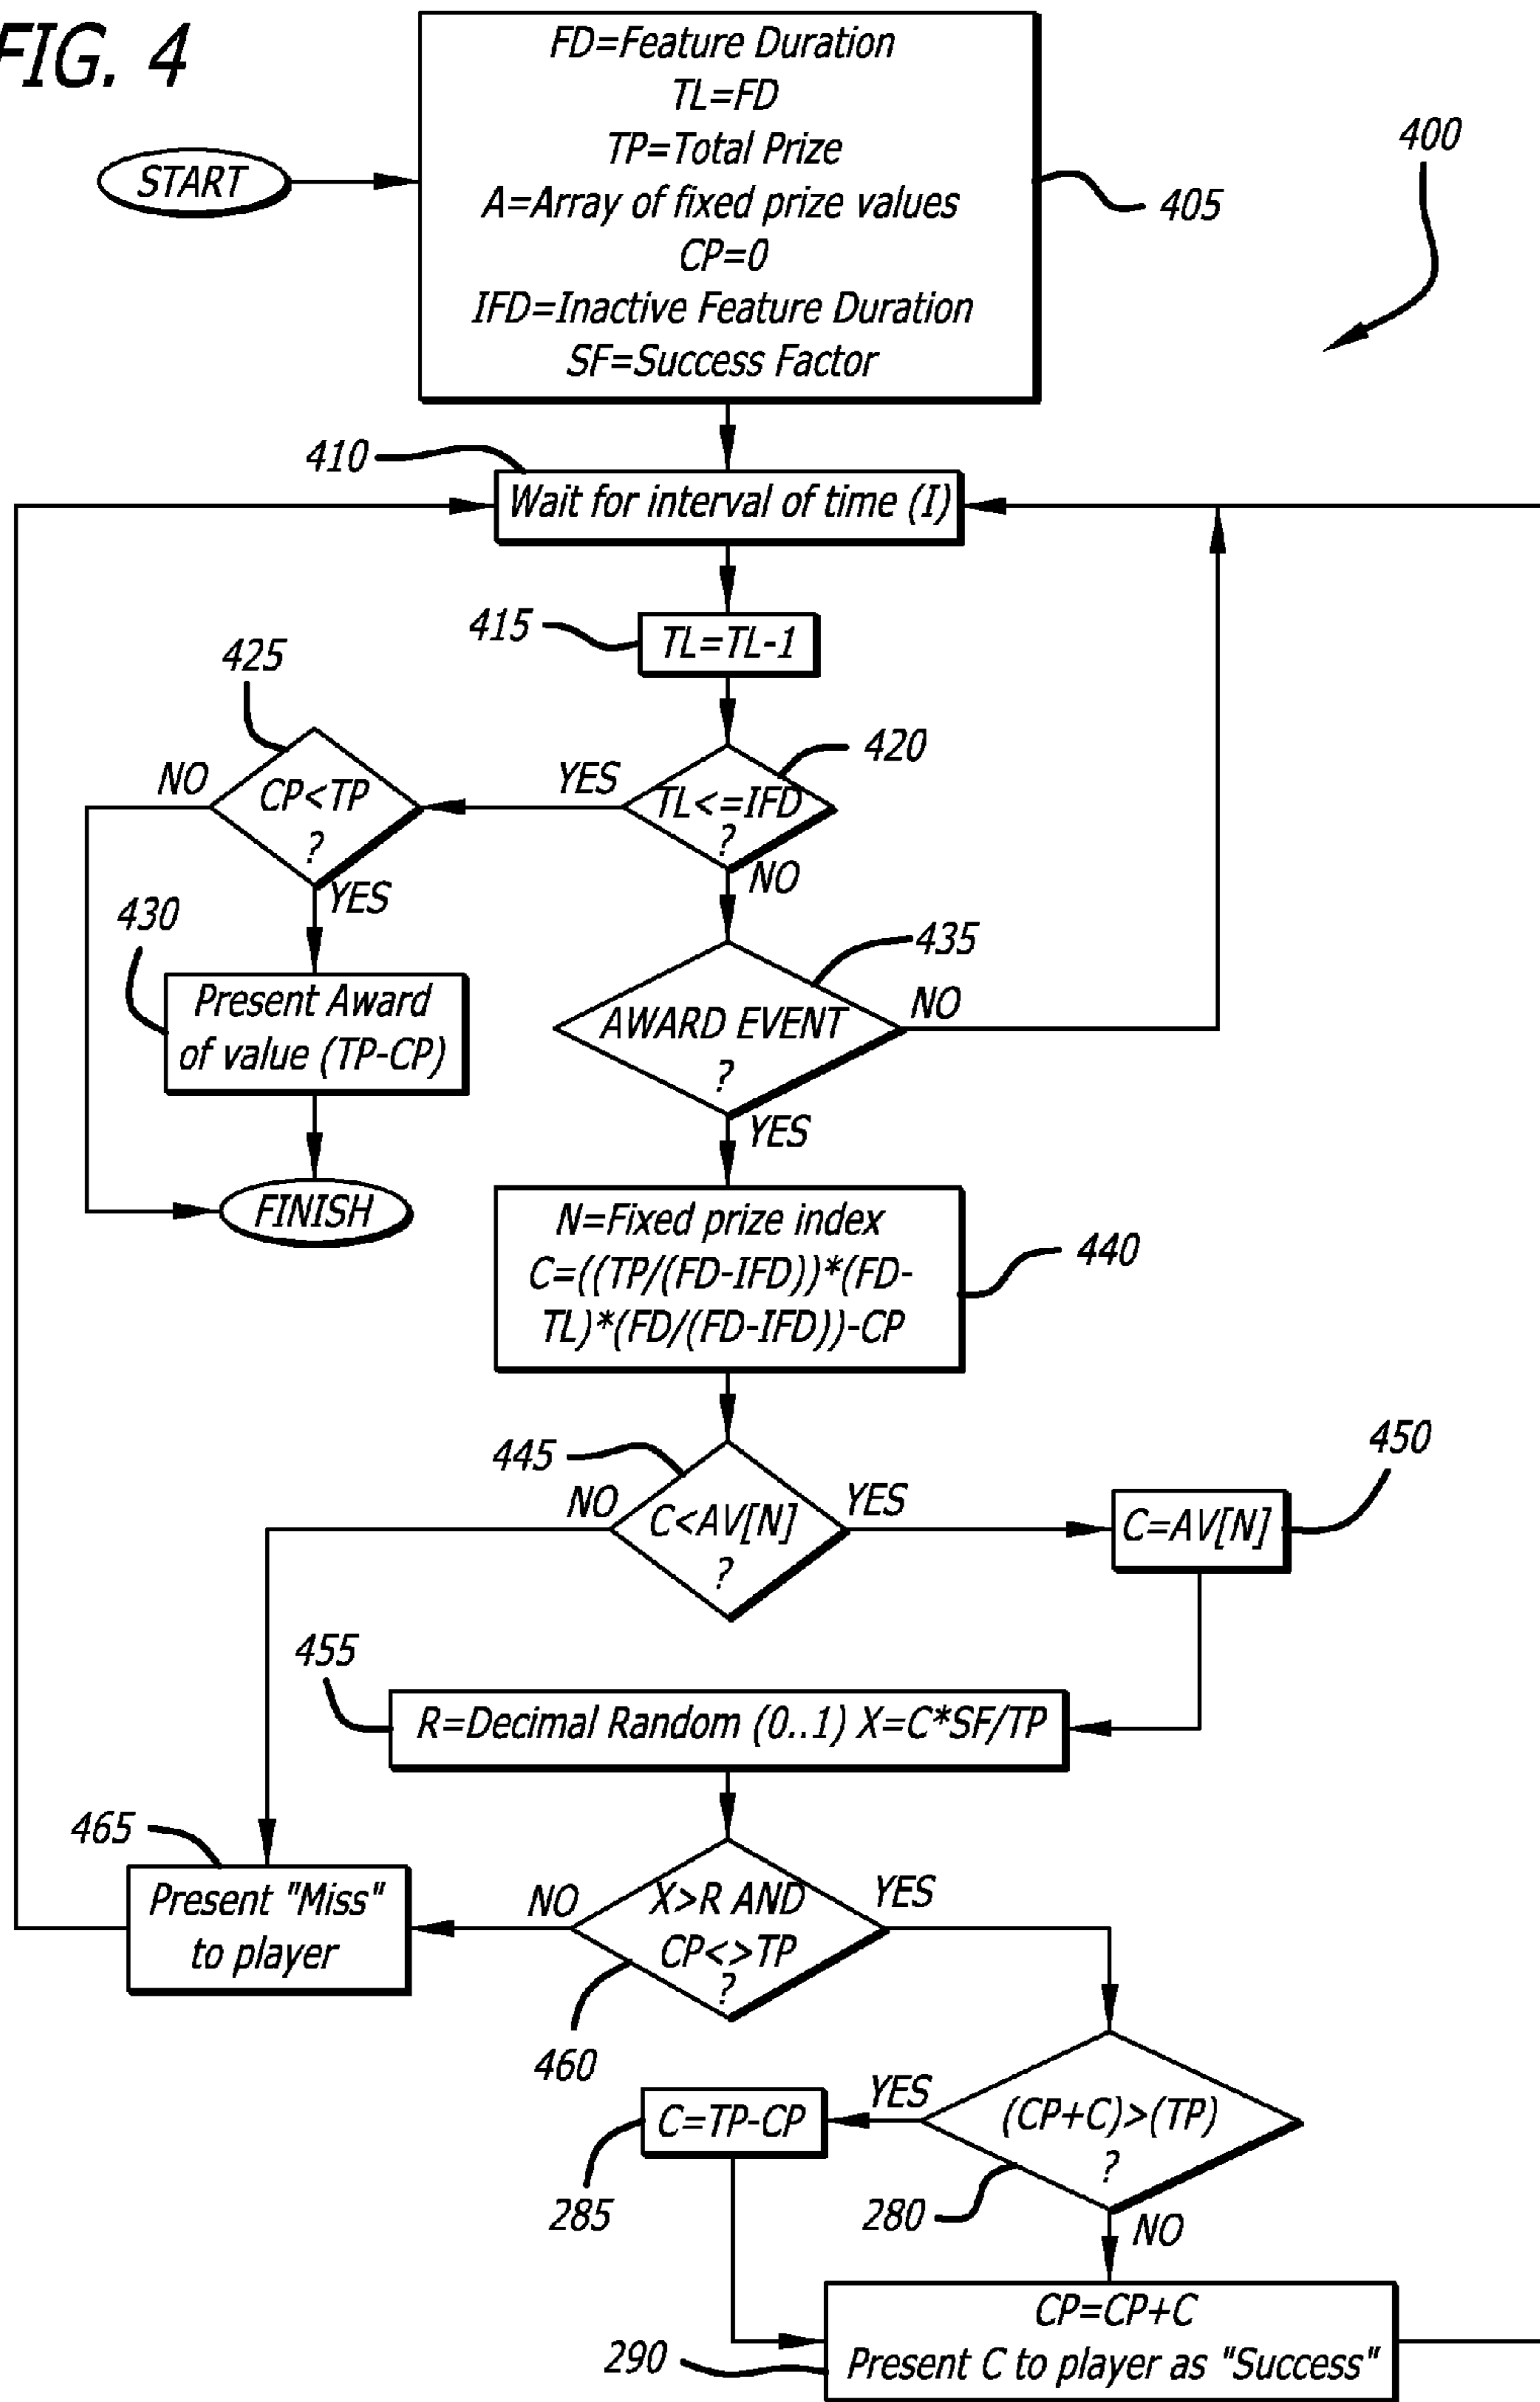 FIG. 4
FD=Feature Duration
TL=FD
TP=Total Prize
A=Array of fixed prize values
CP=0
IFD=Inactive Feature Duration
SF=Success Factor
START
400
405
410
Wait for interval of time (I)
415
TL=TL-1
425
420
NO
CP<TP
?
YES
TL<=IFD
?
YES
NO
430
435
Present Award
of value (TP-CP)
AWARD EVENT
?
NO
YES
FINISH
N=Fixed prize index
C=((TP/(FD-IFD))*(FD-
TL)*(FD/(FD-IFD))-CP
440
445
450
NO
C<AV[N]
?
YES
C=AV[N]
455
R=Decimal Random (0..1) X=C*SF/TP
465
Present "Miss"
to player
NO
X>R AND
CP<>TP
?
YES
460
YES
C=TP-CP
(CP+C)>(TP)
?
285
280
NO
CP=CP+C
290
Present C to player as "Success"